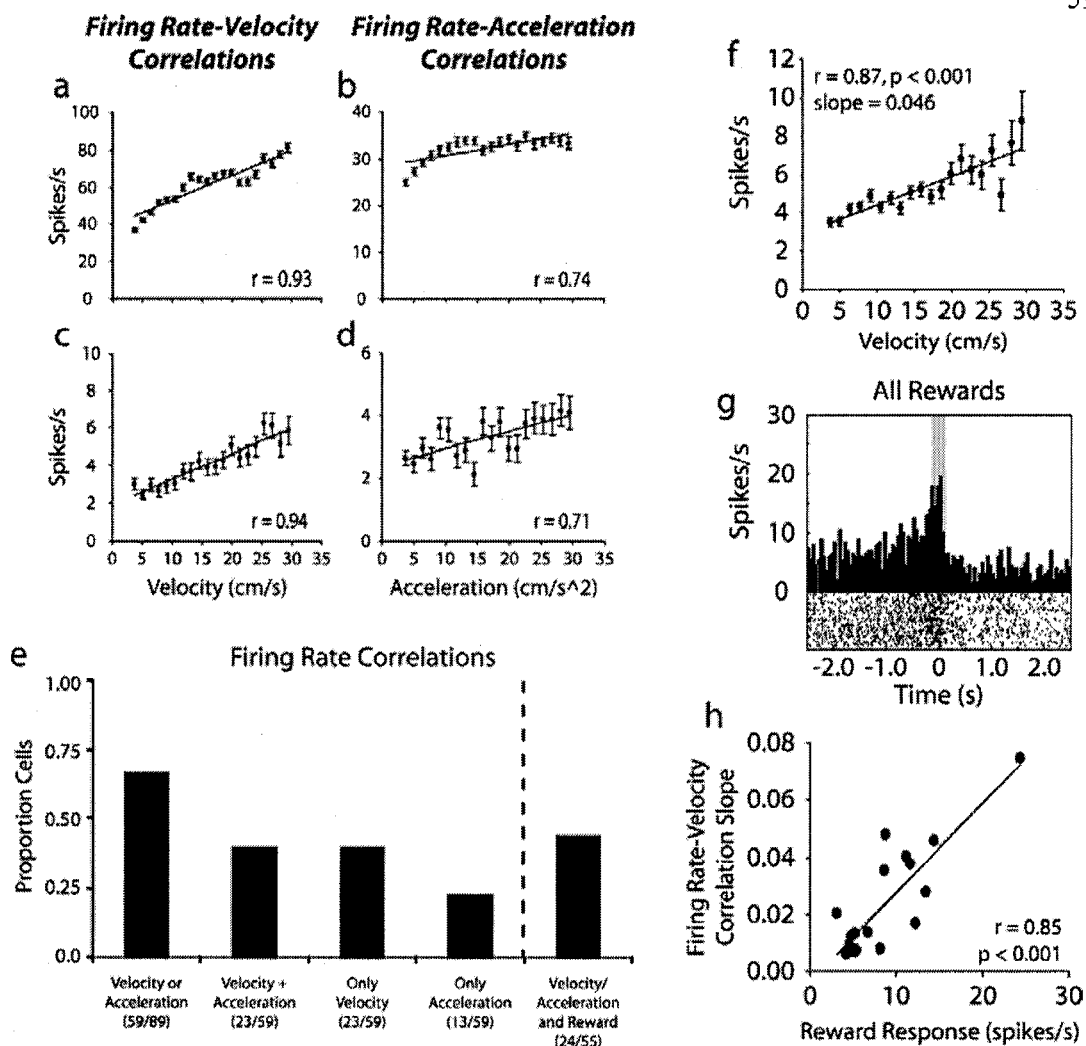 Firing Rate-Velocity
Correlations
Firing Rate-Acceleration
Correlations
a
Spikes/s
100
80
60
40
20
0
r = 0.93
b
40
30
20
10
0
r = 0.74
c
Spikes/s
10
8
6
4
2
0
r = 0.94
0 5 10 15 20 25 30 35
Velocity (cm/s)
d
6
4
2
0
r = 0.71
0 5 10 15 20 25 30 35
Acceleration (cm/s^2)
e
Firing Rate Correlations
Proportion Cells
1.00
0.75
0.50
0.25
0.0
Velocity or
Acceleration
(59/89)
Velocity +
Acceleration
(23/59)
Only
Velocity
(23/59)
Only
Acceleration
(13/59)
Velocity/
Acceleration
and Reward
(24/55)
f
r = 0.87, p < 0.001
slope = 0.046
Spikes/s
12
10
8
6
4
2
0
0 5 10 15 20 25 30 35
Velocity (cm/s)
g
All Rewards
Spikes/s
30
20
10
0
-2.0 -1.0 0 1.0 2.0
Time (s)
h
Firing Rate-Velocity
Correlation Slope
0.08
0.06
0.04
0.02
0.00
r = 0.85
p < 0.001
0 10 20 30
Reward Response (spikes/s)